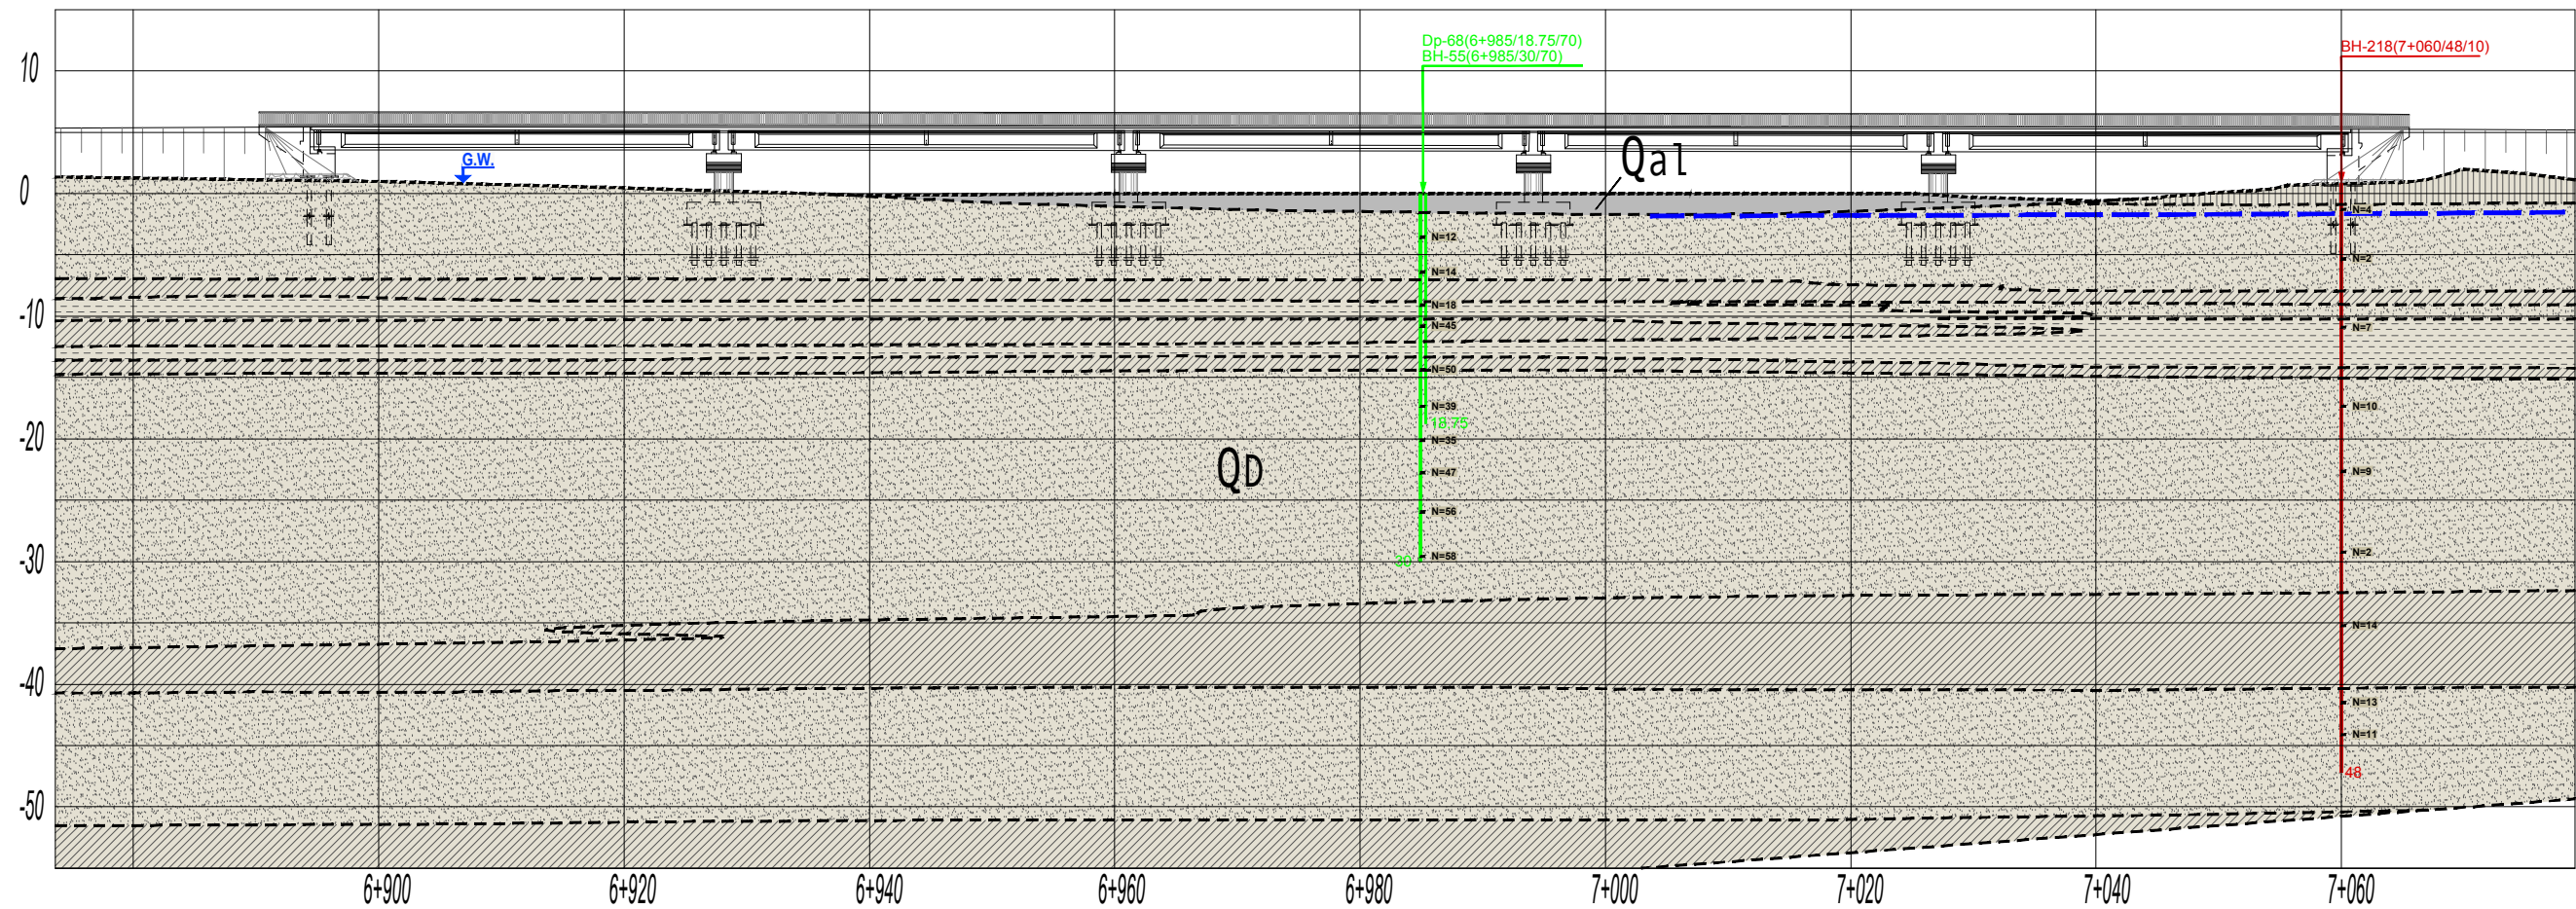 Dp-68(6+985/18.75/70)
BH-55(6+985/30/70)
BH-218(7+060/48/10)
10
0
-10
-20
-30
-40
-50
G.W.
Qal
QD
N=12
N=14
N=18
N=45
N=50
N=39
18.75
N=35
N=47
N=56
N=58
30
N=4
N=2
N=7
N=10
N=9
N=2
N=14
N=13
N=11
48
6+900
6+920
6+940
6+960
6+980
7+000
7+020
7+040
7+060